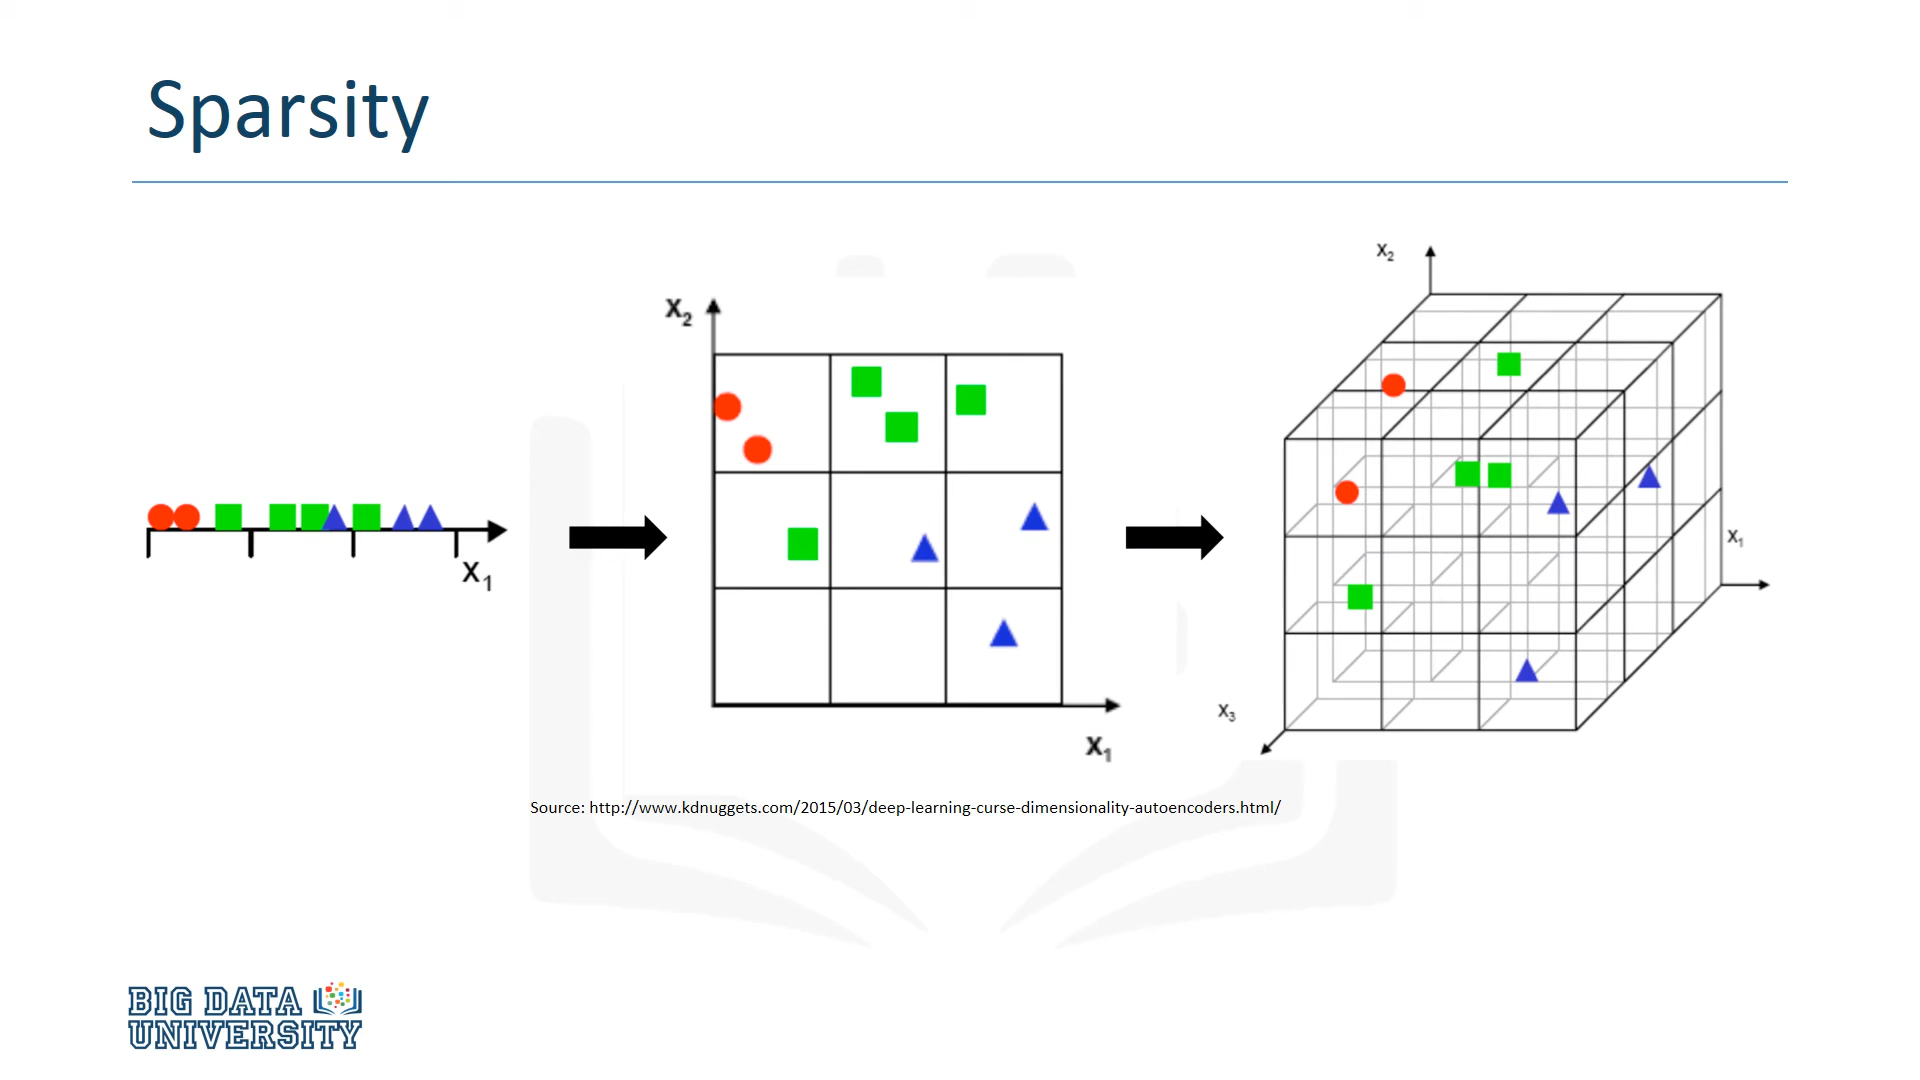 Sparsity
X1
X2
X1
X2
X1
X3
Source: http://www.kdnuggets.com/2015/03/deep-learning-curse-dimensionality-autoencoders.html/
BIG DATA
UNIVERSITY